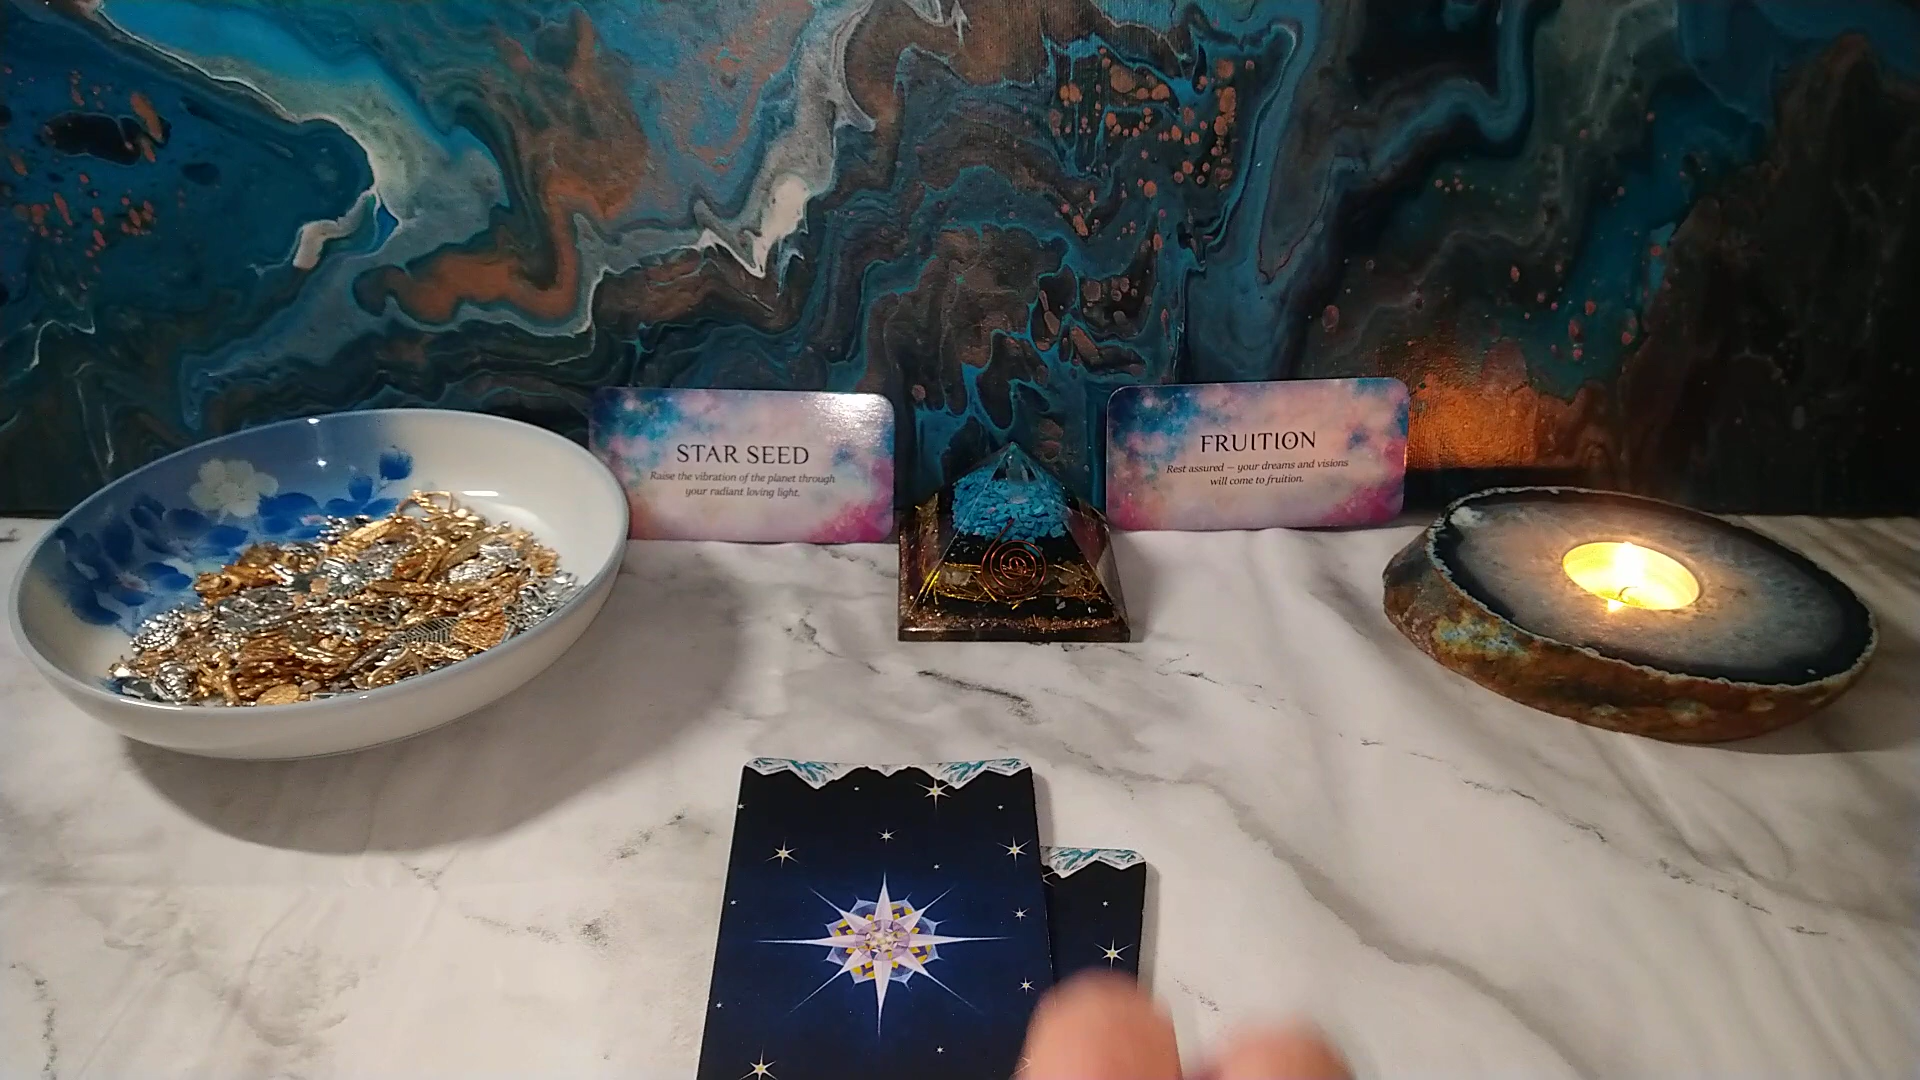 STAR SEED
Raise the vibration of the planet through
your radiant loving light.
FRUITION
Rest assured — your dreams and visions
will come to fruition.